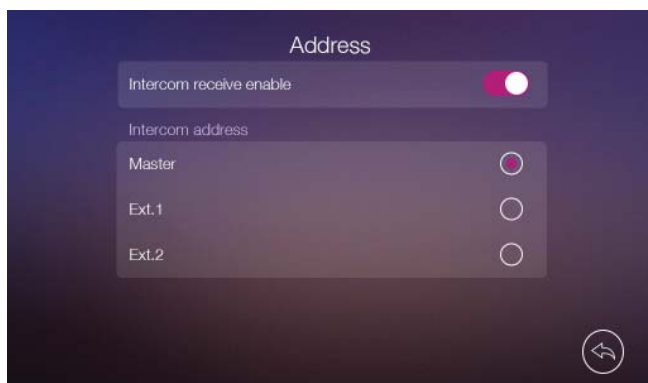 Address
Intercom receive enable
Intercom address
Master
Ext.1
Ext.2